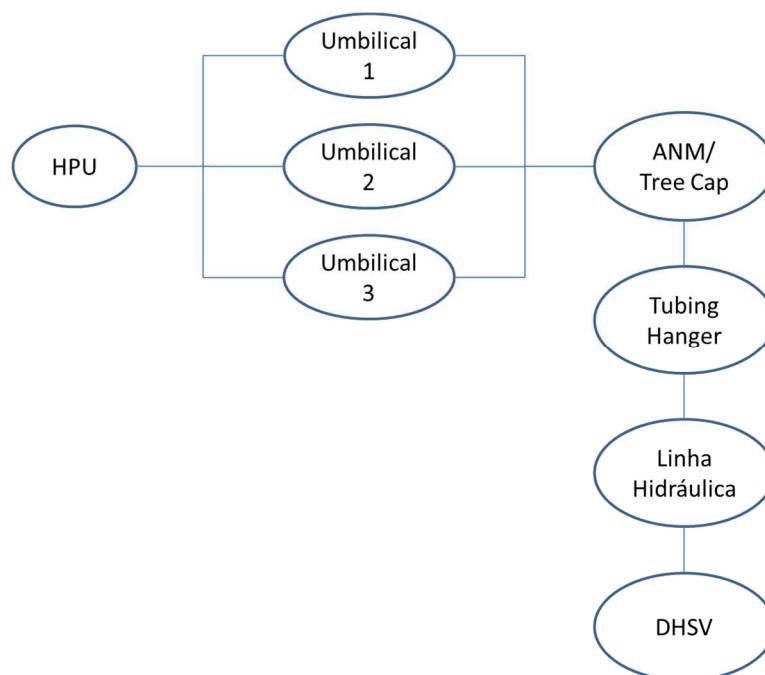 HPU
Umbilical
1
Umbilical
2
Umbilical
3
ANM/
Tree Cap
Tubing
Hanger
Linha
Hidráulica
DHSV